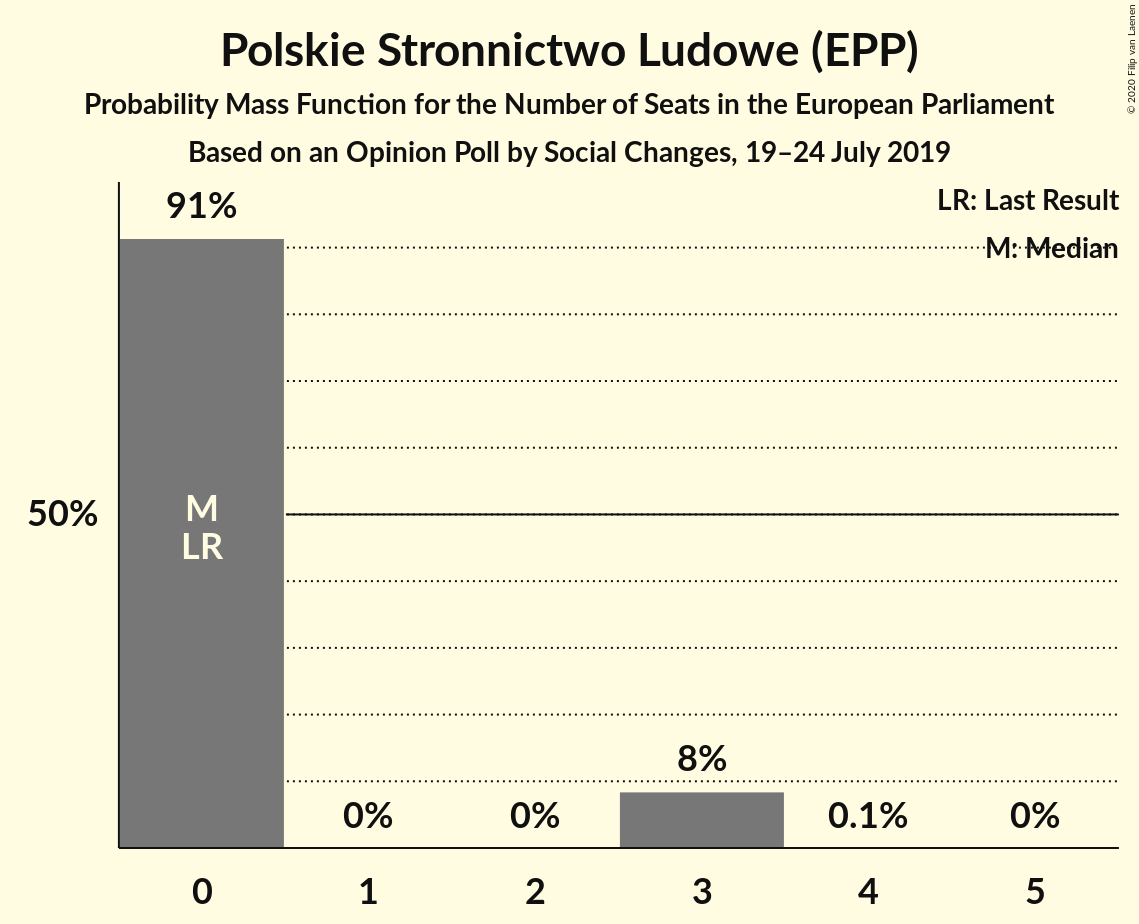 Polskie Stronnictwo Ludowe (EPP)
Probability Mass Function for the Number of Seats in the European Parliament
Based on an Opinion Poll by Social Changes, 19–24 July 2019
© 2020 Filip van Laenen
LR: Last Result
M: Median
91%
50%
M
LR
0%
0%
8%
0.1%
0%
0
1
2
3
4
5